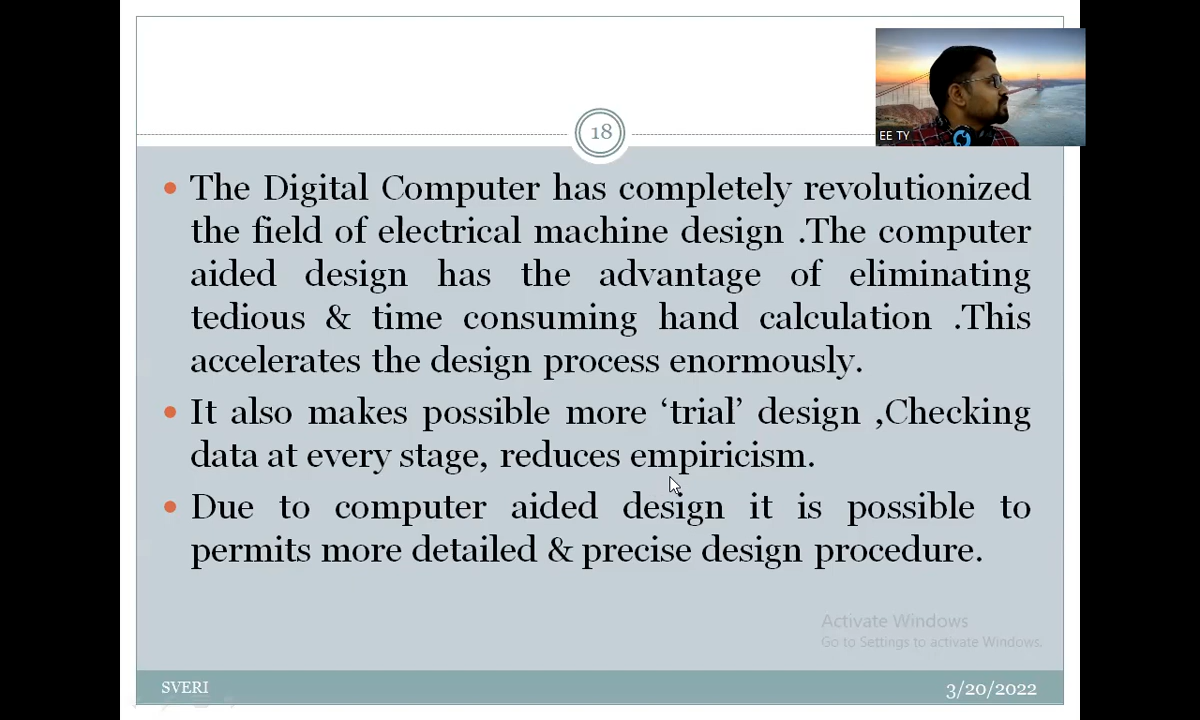 EE TY
18
• The Digital Computer has completely revolutionized
the field of electrical machine design .The computer
aided design has the advantage of eliminating
tedious & time consuming hand calculation .This
accelerates the design process enormously.
• It also makes possible more ‘trial’ design ,Checking
data at every stage, reduces empiricism.
• Due to computer aided design it is possible to
permits more detailed & precise design procedure.
Activate Windows
Go to Settings to activate Windows.
SVERI
3/20/2022